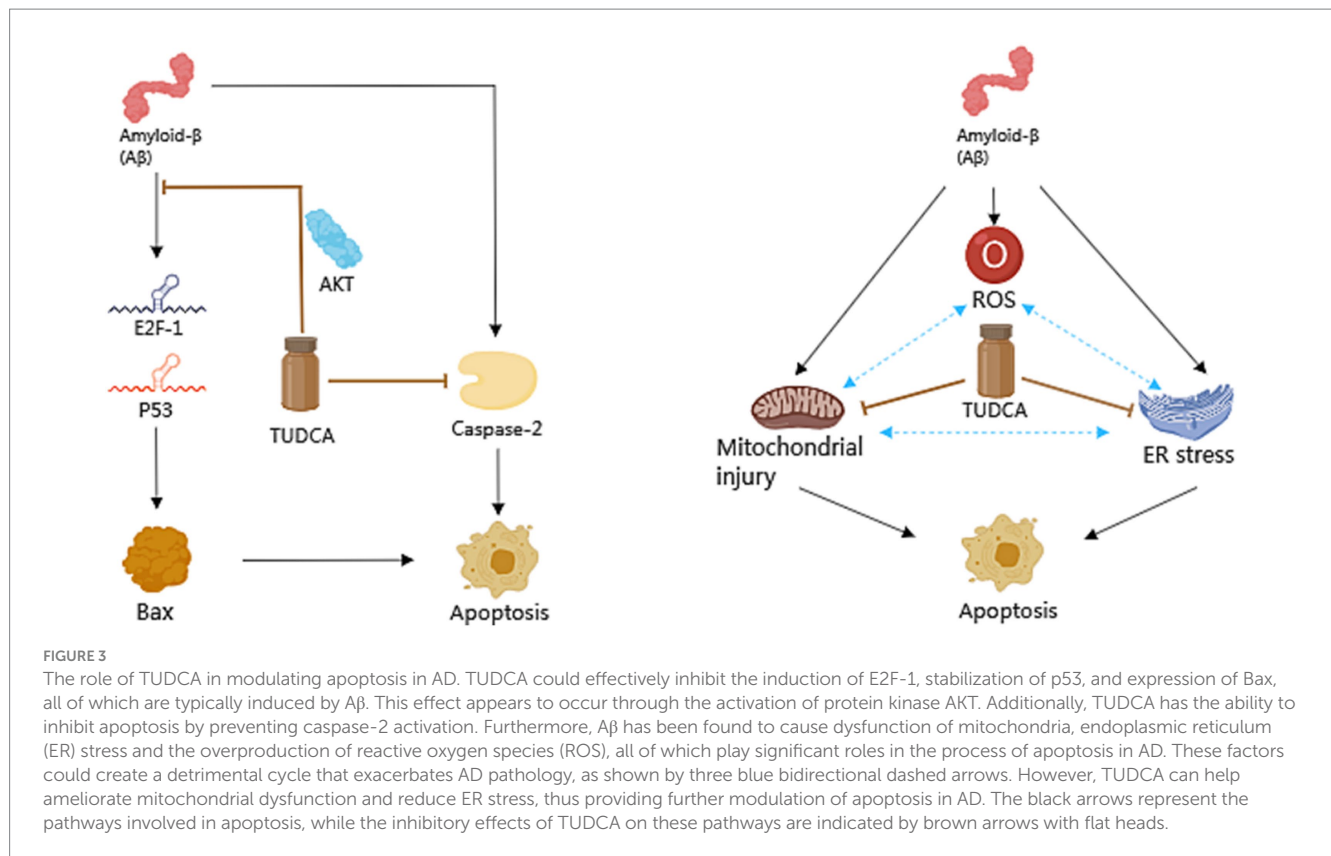 Amyloid-β
(Aβ)
AKT
E2F-1
P53
TUDCA
Caspase-2
Bax
Apoptosis
Amyloid-β
(Aβ)
O
ROS
TUDCA
Mitochondrial
injury
ER stress
Apoptosis
FIGURE 3
The role of TUDCA in modulating apoptosis in AD. TUDCA could effectively inhibit the induction of E2F-1, stabilization of p53, and expression of Bax,
all of which are typically induced by Aβ. This effect appears to occur through the activation of protein kinase AKT. Additionally, TUDCA has the ability to
inhibit apoptosis by preventing caspase-2 activation. Furthermore, Aβ has been found to cause dysfunction of mitochondria, endoplasmic reticulum
(ER) stress and the overproduction of reactive oxygen species (ROS), all of which play significant roles in the process of apoptosis in AD. These factors
could create a detrimental cycle that exacerbates AD pathology, as shown by three blue bidirectional dashed arrows. However, TUDCA can help
ameliorate mitochondrial dysfunction and reduce ER stress, thus providing further modulation of apoptosis in AD. The black arrows represent the
pathways involved in apoptosis, while the inhibitory effects of TUDCA on these pathways are indicated by brown arrows with flat heads.